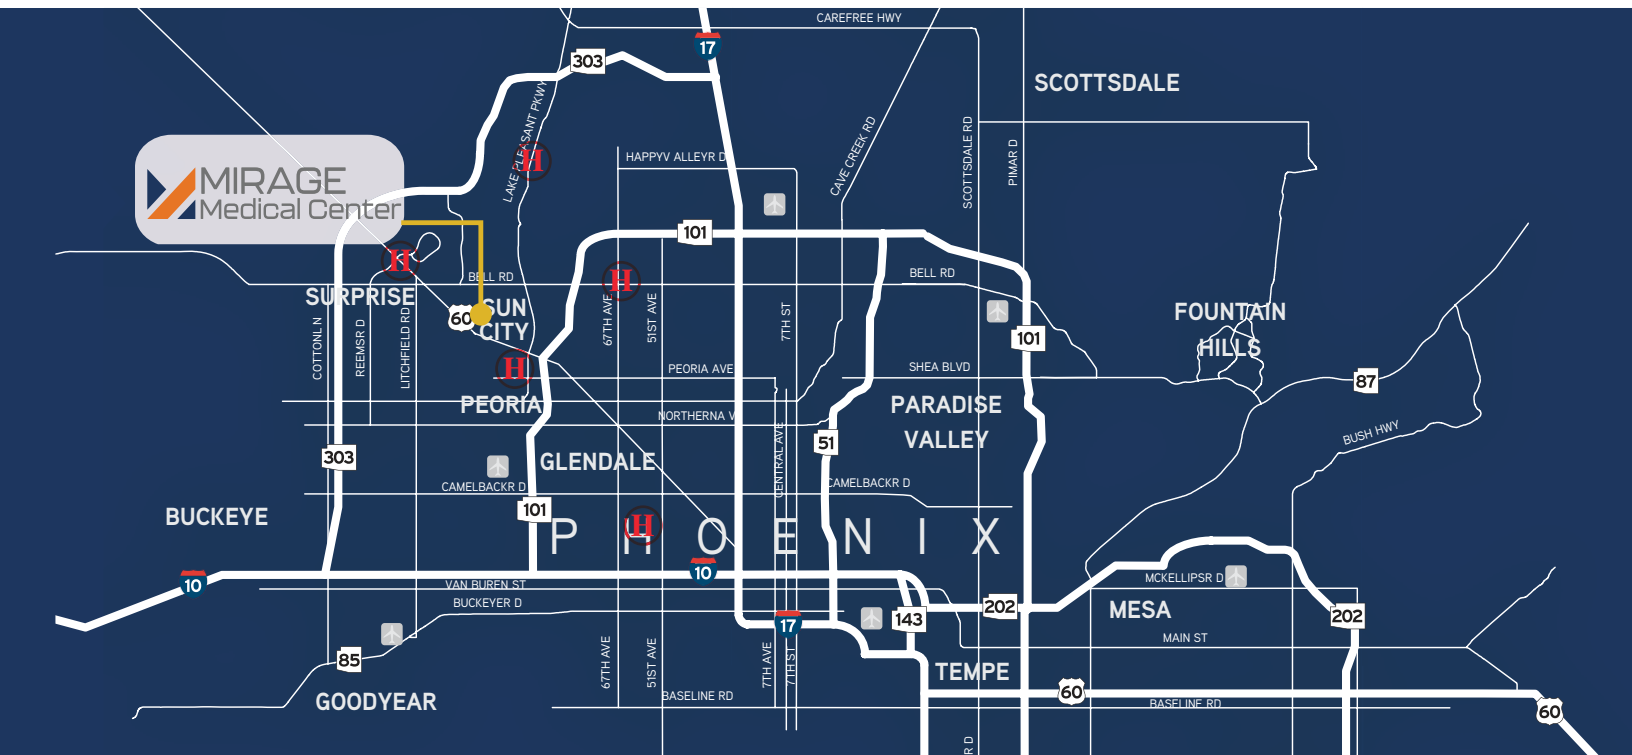 CAREFREE HWY
17
303
SCOTTSDALE
LAKE PLEASANT PKWY
H
HAPPYV ALLEYR D
CAVE CREEK RD
SCOTTSDALE RD
PIMAR D
MIRAGE
Medical Center
101
H
BELL RD
H
BELL RD
SURPRISE
60
SUN
CITY
COTTONL N
REEMSR D
LITCHFIELD RD
67TH AVE
51ST AVE
7TH ST
101
FOUNTAIN
HILLS
H
PEORIA AVE
SHEA BLVD
87
PEORIA
NORTHERNA V
PARADISE
VALLEY
BUSH HWY
303
GLENDALE
51
CENTRAL AVE
CAMELBACKR D
CAMELBACKR D
BUCKEYE
101
PHOENIX
H
10
10
VAN BUREN ST
MCKELLIPSR D
BUCKEYER D
202
MESA
143
202
17
MAIN ST
85
67TH AVE
51ST AVE
7TH AVE
7TH ST
TEMPE
GOODYEAR
BASELINE RD
60
BASELINE RD
60
R D